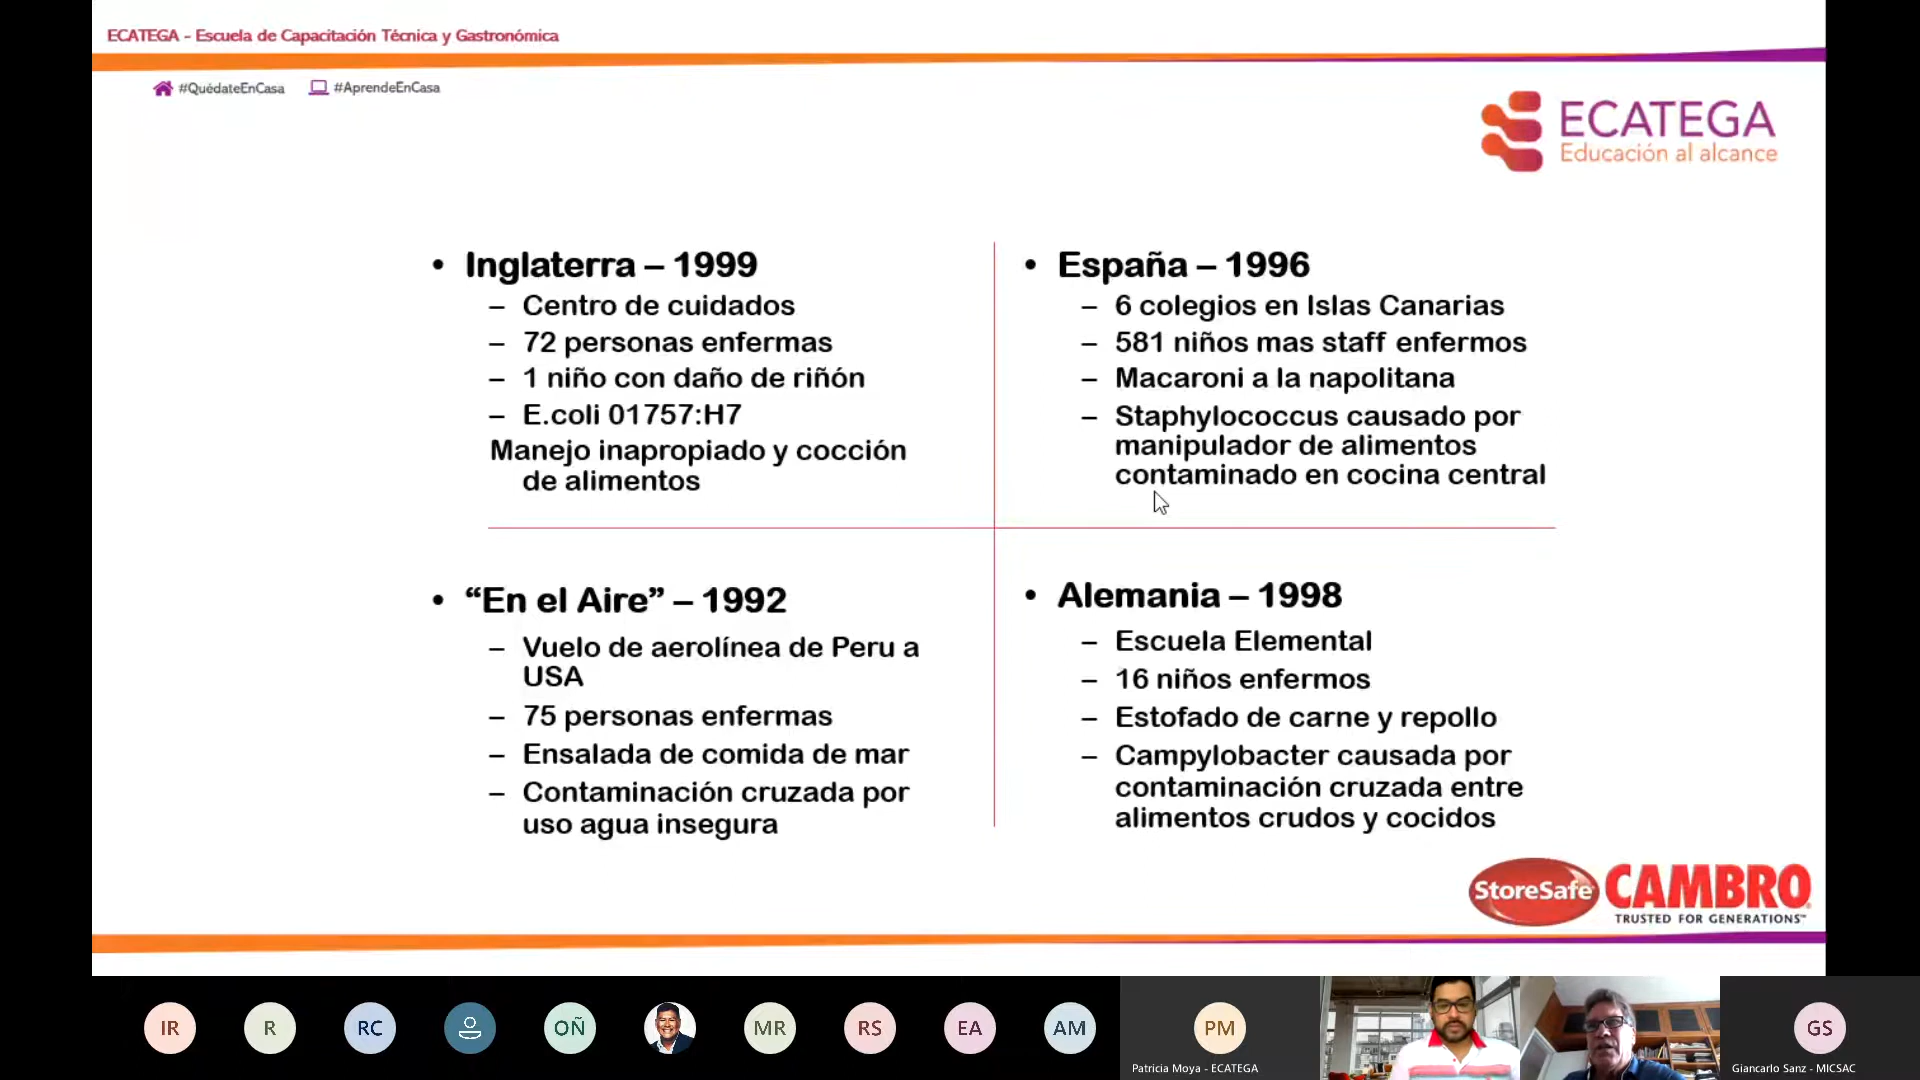 ECATEGA - Escuela de Capacitación Técnica y Gastronómica
#QuédateEnCasa #AprendeEnCasa
ECATEGA
Educación al alcance
• Inglaterra – 1999
– Centro de cuidados
– 72 personas enfermas
– 1 niño con daño de riñón
– E.coli 01757:H7
Manejo inapropiado y cocción
de alimentos
• España – 1996
– 6 colegios en Islas Canarias
– 581 niños mas staff enfermos
– Macaroni a la napolitana
– Staphylococcus causado por
manipulador de alimentos
contaminado en cocina central
• “En el Aire” – 1992
– Vuelo de aerolínea de Peru a
USA
– 75 personas enfermas
– Ensalada de comida de mar
– Contaminación cruzada por
uso agua insegura
• Alemania – 1998
– Escuela Elemental
– 16 niños enfermos
– Estofado de carne y repollo
– Campylobacter causada por
contaminación cruzada entre
alimentos crudos y cocidos
StoreSafe CAMBRO
TRUSTED FOR GENERATIONS™
IR R RC OÑ MR RS EA AM PM GS
Patricia Moya - ECATEGA
Giancarlo Sanz - MICSAC